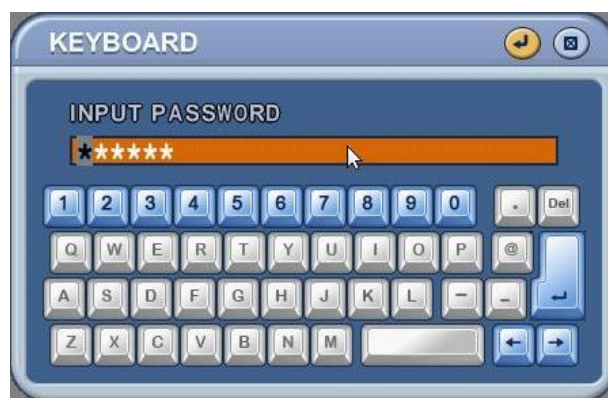 KEYBOARD
INPUT PASSWORD
******
1 2 3 4 5 6 7 8 9 0 . Del
Q W E R T Y U I O P @
A S D F G H J K L - _
Z X C V B N M ← →